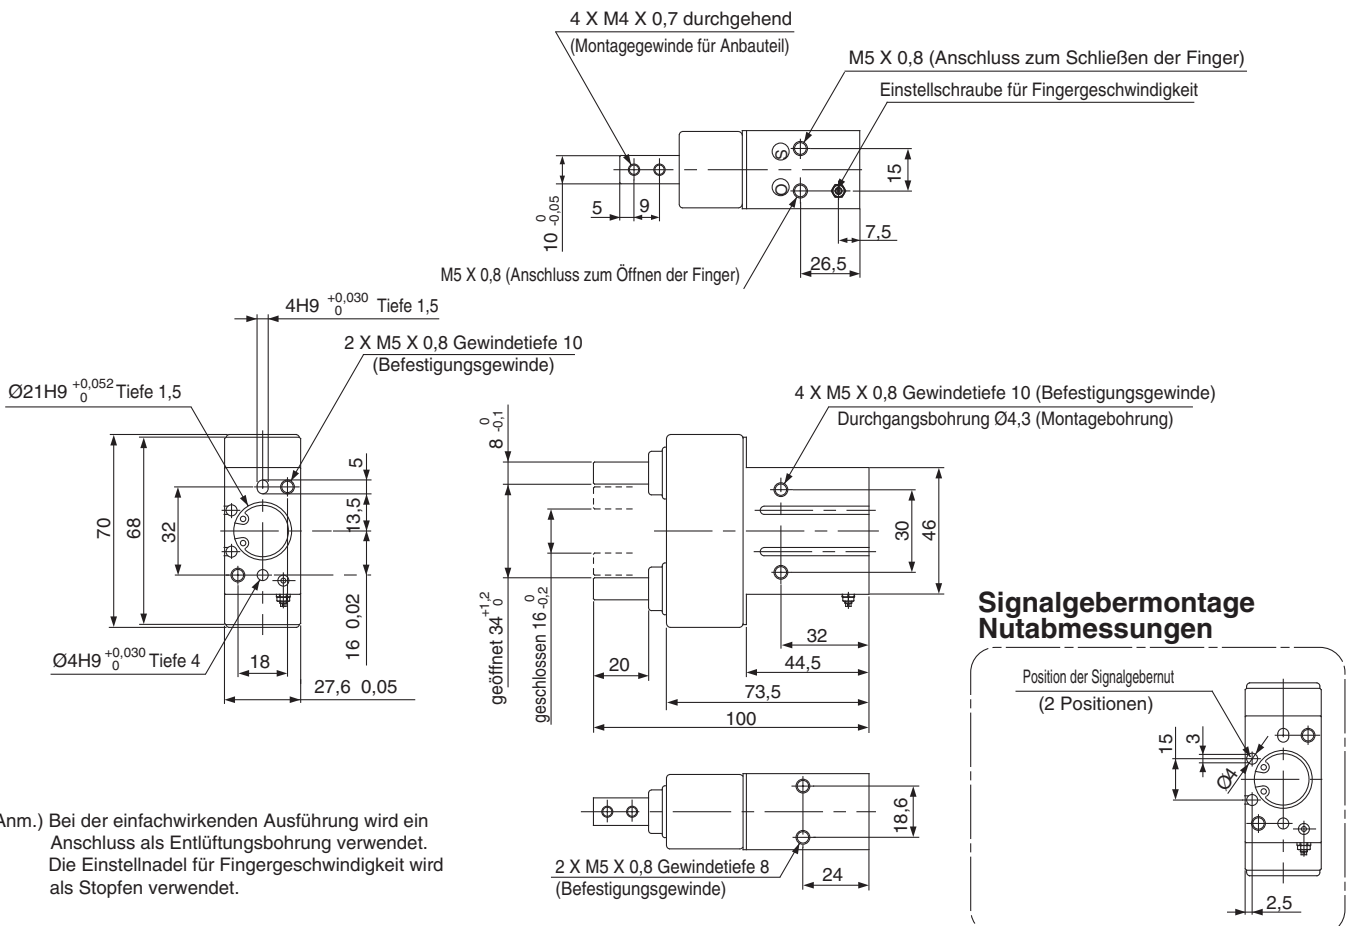 4 X M4 X 0,7 durchgehend
(Montagegewinde für Anbauteil)
M5 X 0,8 (Anschluss zum Schließen der Finger)
Einstellschraube für Fingergeschwindigkeit
S
O
15
10 0 -0,05
5
9
7,5
26,5
M5 X 0,8 (Anschluss zum Öffnen der Finger)
4H9 +0,030 0 Tiefe 1,5
2 X M5 X 0,8 Gewindetiefe 10
(Befestigungsgewinde)
Ø21H9 +0,052 0 Tiefe 1,5
70
68
32
5
13,5
16 0,02
Ø4H9 +0,030 0 Tiefe 4
18
27,6 0,05
4 X M5 X 0,8 Gewindetiefe 10 (Befestigungsgewinde)
Durchgangsbohrung Ø4,3 (Montagebohrung)
8 0 -0,1
geöffnet 34 +1,2 0
geschlossen 16 0 -0,2
30
46
20
32
44,5
73,5
100
Signalgebermontage
Nutabmessungen
Position der Signalgebernut
(2 Positionen)
15
3
Ø4
2,5
18,6
24
2 X M5 X 0,8 Gewindetiefe 8
(Befestigungsgewinde)
Anm.) Bei der einfachwirkenden Ausführung wird ein
Anschluss als Entlüftungsbohrung verwendet.
Die Einstellnadel für Fingergeschwindigkeit wird
als Stopfen verwendet.